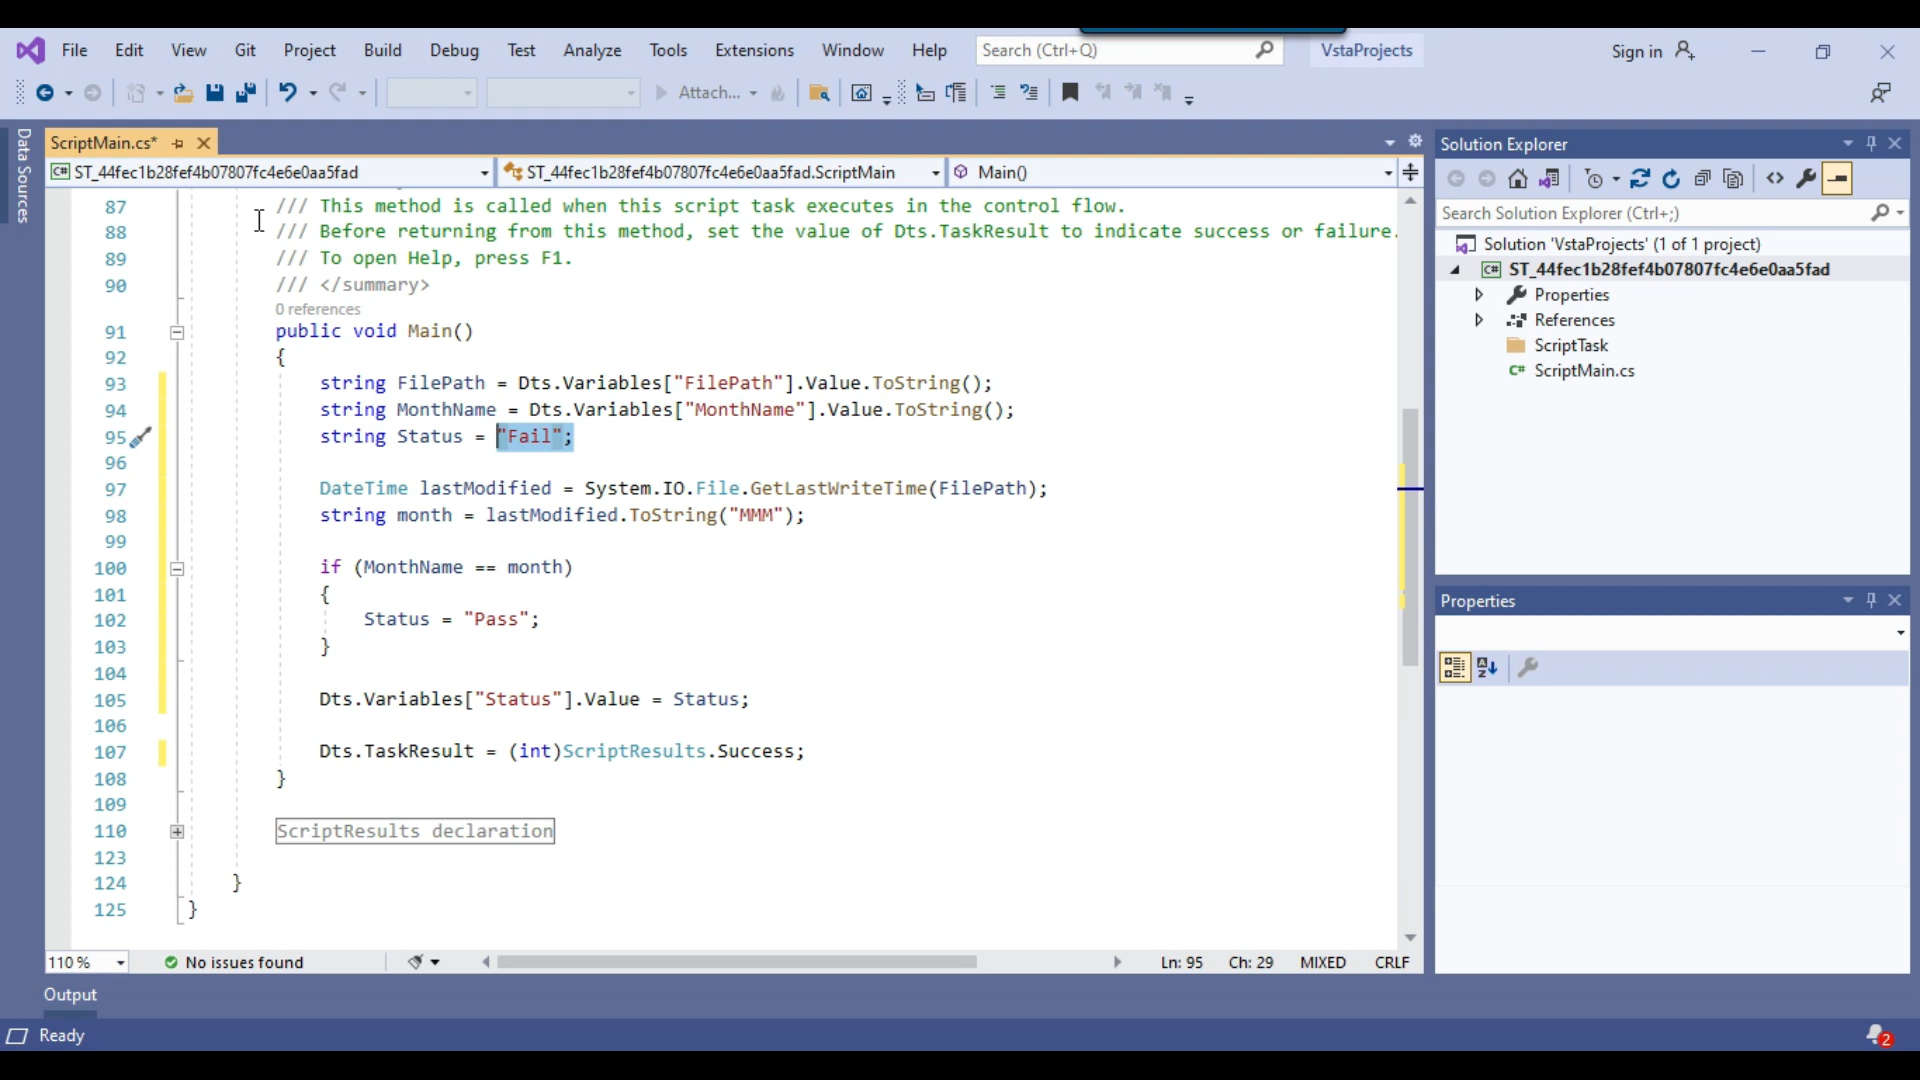 File Edit View Git Project Build Debug Test Analyze Tools Extensions Window Help Search (Ctrl+Q) VstaProjects Sign in
Attach...
Data Sources
ScriptMain.cs*
C# ST_44fec1b28fef4b07807fc4e6e0aa5fad ST_44fec1b28fef4b07807fc4e6e0aa5fad.ScriptMain Main()
87 /// This method is called when this script task executes in the control flow.
88 /// Before returning from this method, set the value of Dts.TaskResult to indicate success or failure.
89 /// To open Help, press F1.
90 /// </summary>
0 references
91 public void Main()
92 {
93 string FilePath = Dts.Variables["FilePath"].Value.ToString();
94 string MonthName = Dts.Variables["MonthName"].Value.ToString();
95 string Status = "Fail";
96
97 DateTime lastModified = System.IO.File.GetLastWriteTime(FilePath);
98 string month = lastModified.ToString("MMM");
99
100 if (MonthName == month)
101 {
102 Status = "Pass";
103 }
104
105 Dts.Variables["Status"].Value = Status;
106
107 Dts.TaskResult = (int)ScriptResults.Success;
108 }
109
110 ScriptResults declaration
123
124 }
125 }
110 % No issues found Ln: 95 Ch: 29 MIXED CRLF
Solution Explorer
Search Solution Explorer (Ctrl+;)
Solution 'VstaProjects' (1 of 1 project)
C# ST_44fec1b28fef4b07807fc4e6e0aa5fad
Properties
References
ScriptTask
C# ScriptMain.cs
Properties
Output
Ready
2